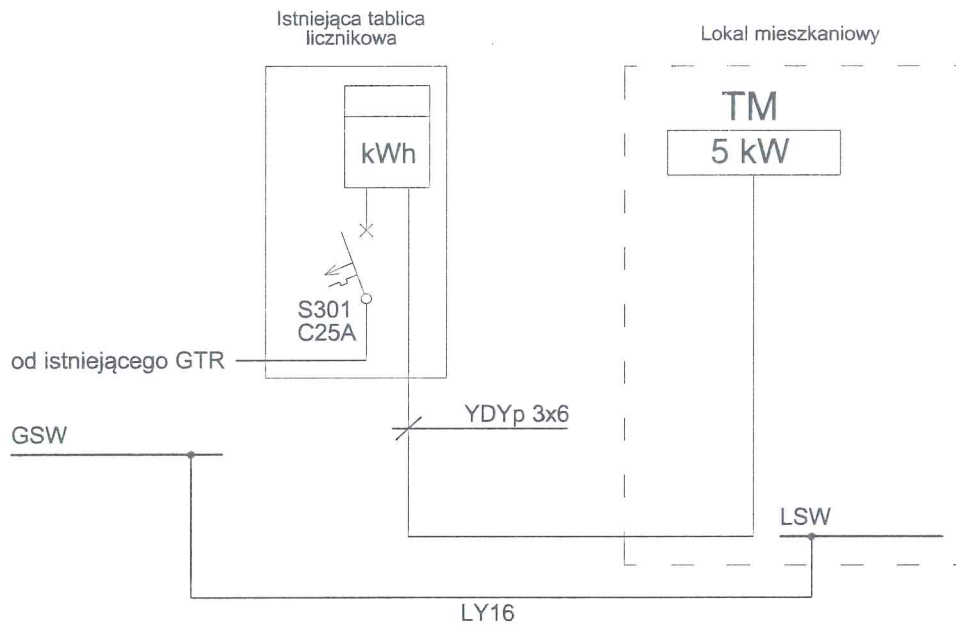 Istniejąca tablica
licznikowa
Lokal mieszkaniowy
TM
5 kW
kWh
S301
C25A
od istniejącego GTR
YDYp 3x6
GSW
LSW
LY16